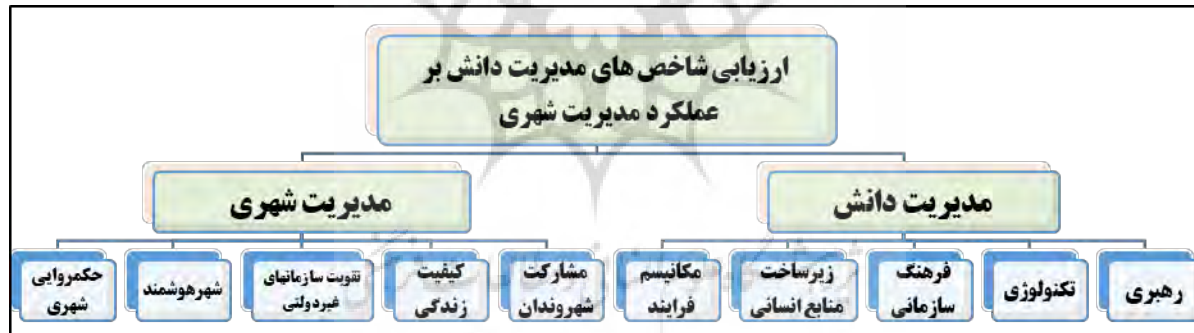 ارزیابی شاخص های مدیریت دانش بر
عملکرد مدیریت شهری
مدیریت دانش
مدیریت شهری
رهبری
تکنولوژی
فرهنگ
سازمانی
زیرساخت
منابع انسانی
مکانیسم
فرایند
مشارکت
شهروندان
کیفیت
زندگی
تقویت سازمانهای
غیردولتی
شهرهوشمند
حکمروایی
شهری